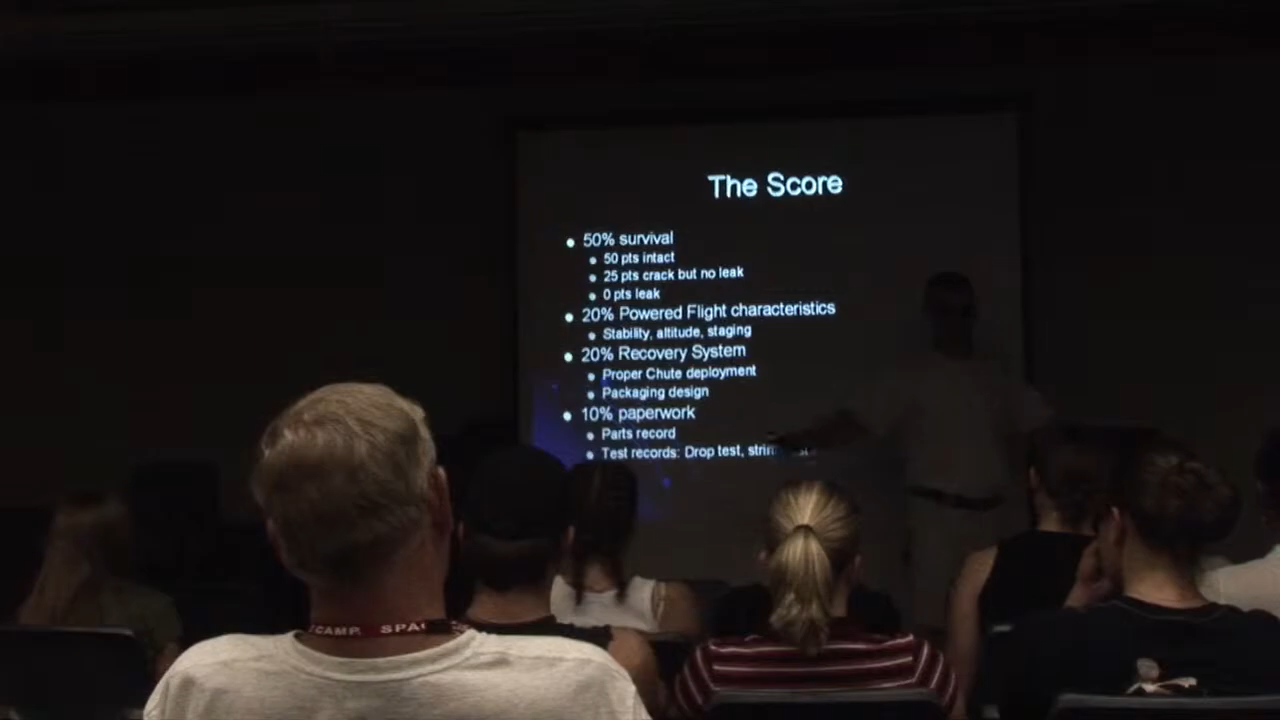 The Score
50% survival
50 pts intact
25 pts crack but no leak
0 pts leak
20% Powered Flight characteristics
Stability, altitude, staging
20% Recovery System
Proper Chute deployment
Packaging design
10% paperwork
Parts record
Test records: Drop test,
CAMP SPA